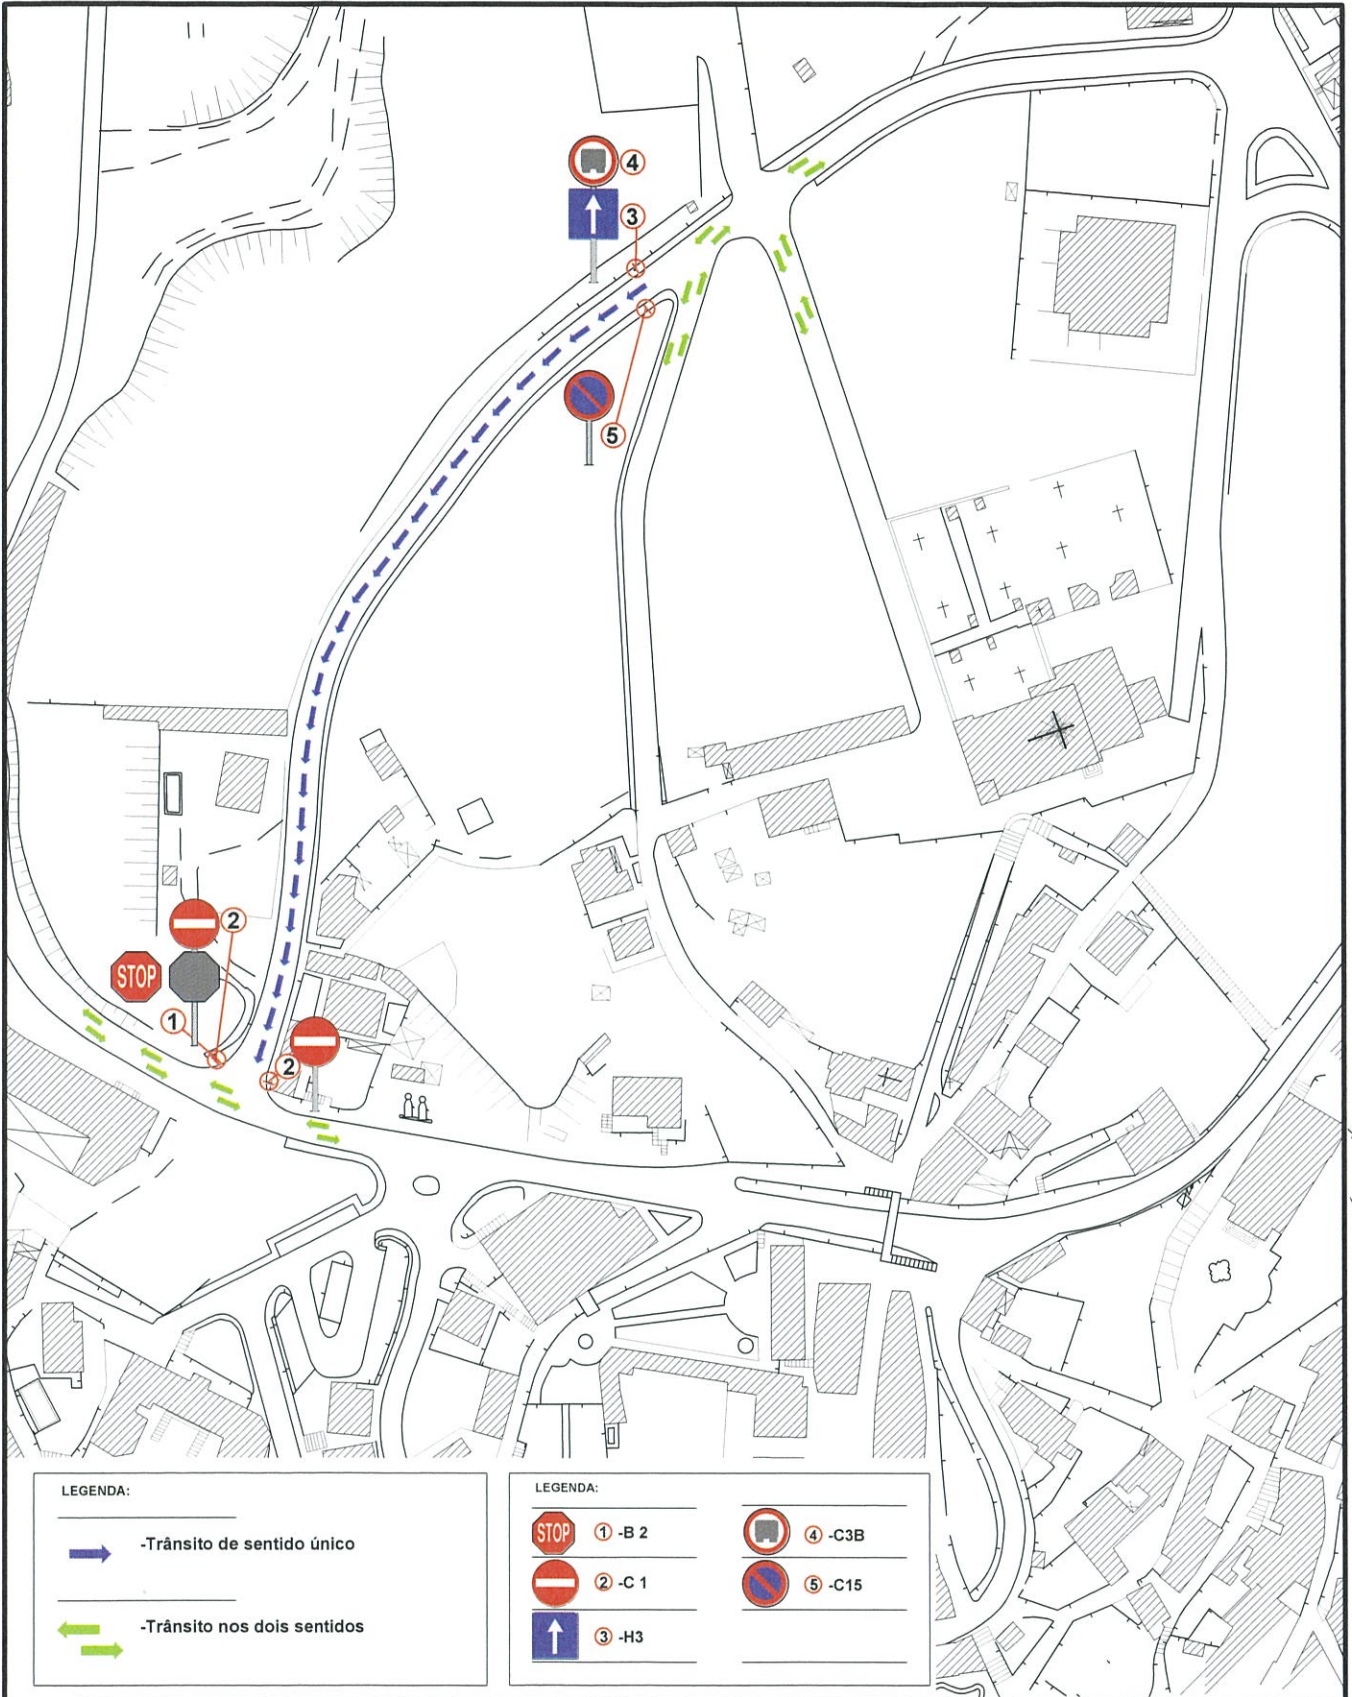 4
3
5
2
STOP
1
2
LEGENDA:
-Trânsito de sentido único
-Trânsito nos dois sentidos
LEGENDA:
STOP 1 -B 2
2 -C 1
3 -H3
4 -C3B
5 -C15